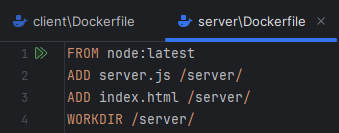 client\Dockerfile server\Dockerfile ×
1 FROM node:latest
2 ADD server.js /server/
3 ADD index.html /server/
4 WORKDIR /server/